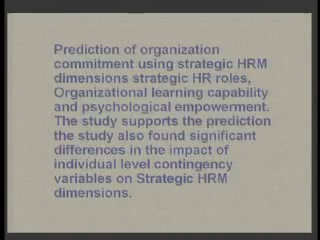 Prediction of organization
commitment using strategic HRM
dimensions strategic HR roles,
Organizational learning capability
and psychological empowerment.
The study supports the prediction
the study also found significant
differences in the impact of
individual level contingency
variables on Strategic HRM
dimensions.